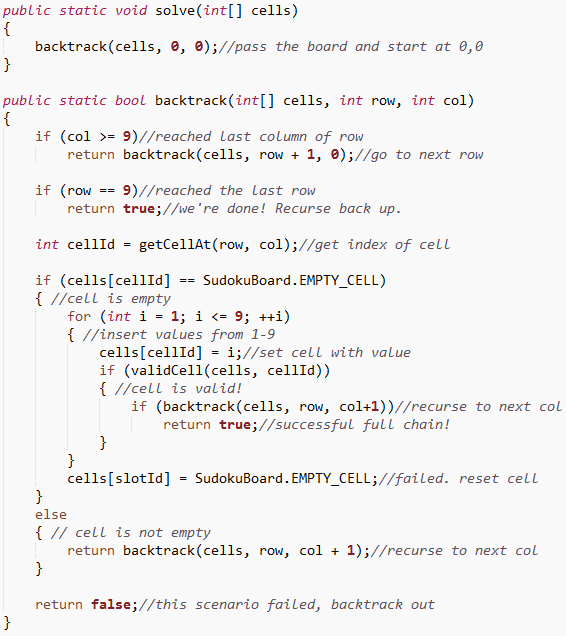 public static void solve(int[] cells)
{
    backtrack(cells, 0, 0);//pass the board and start at 0,0
}

public static bool backtrack(int[] cells, int row, int col)
{
    if (col >= 9)//reached last column of row
        return backtrack(cells, row + 1, 0);//go to next row

    if (row == 9)//reached the last row
        return true;//we're done! Recurse back up.

    int cellId = getCellAt(row, col);//get index of cell

    if (cells[cellId] == SudokuBoard.EMPTY_CELL)
    { //cell is empty
        for (int i = 1; i <= 9; ++i)
        { //insert values from 1-9
            cells[cellId] = i;//set cell with value
            if (validCell(cells, cellId))
            { //cell is valid!
                if (backtrack(cells, row, col+1))//recurse to next col
                    return true;//successful full chain!
            }
        }
        cells[slotId] = SudokuBoard.EMPTY_CELL;//failed. reset cell
    }
    else
    { // cell is not empty
        return backtrack(cells, row, col + 1);//recurse to next col
    }

    return false;//this scenario failed, backtrack out
}